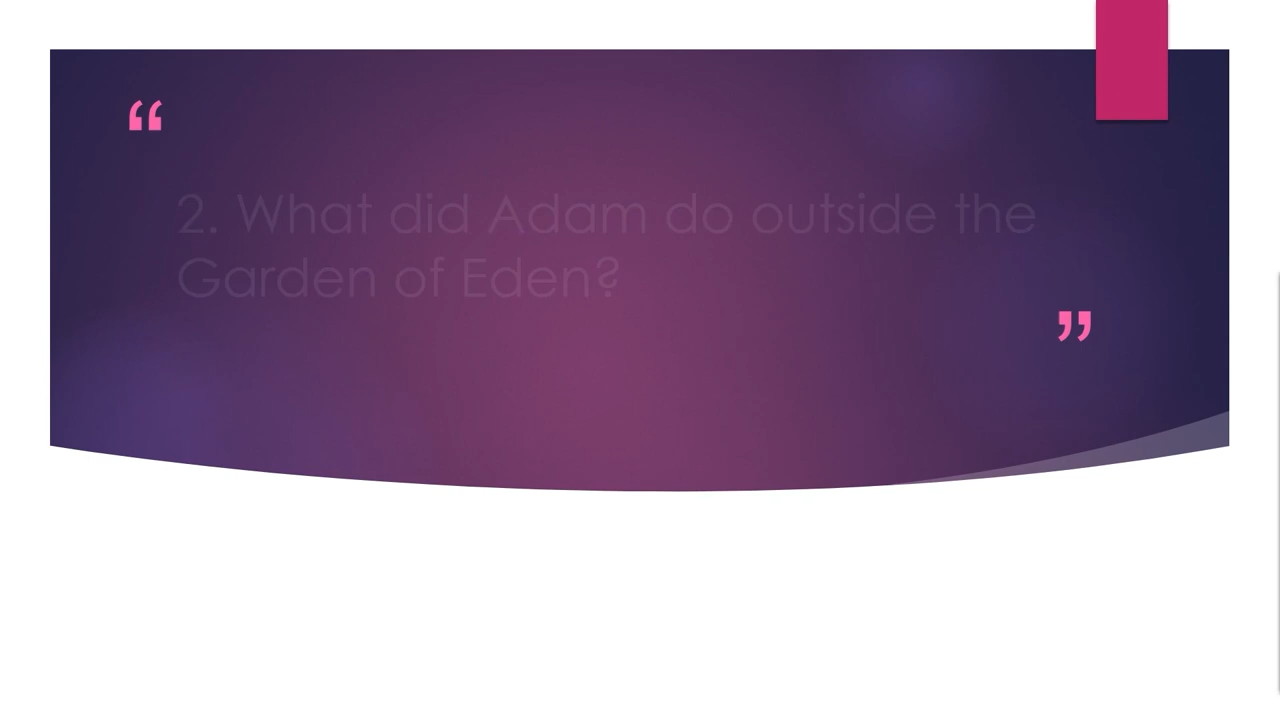 “
2. What did Adam do outside the
Garden of Eden?
”